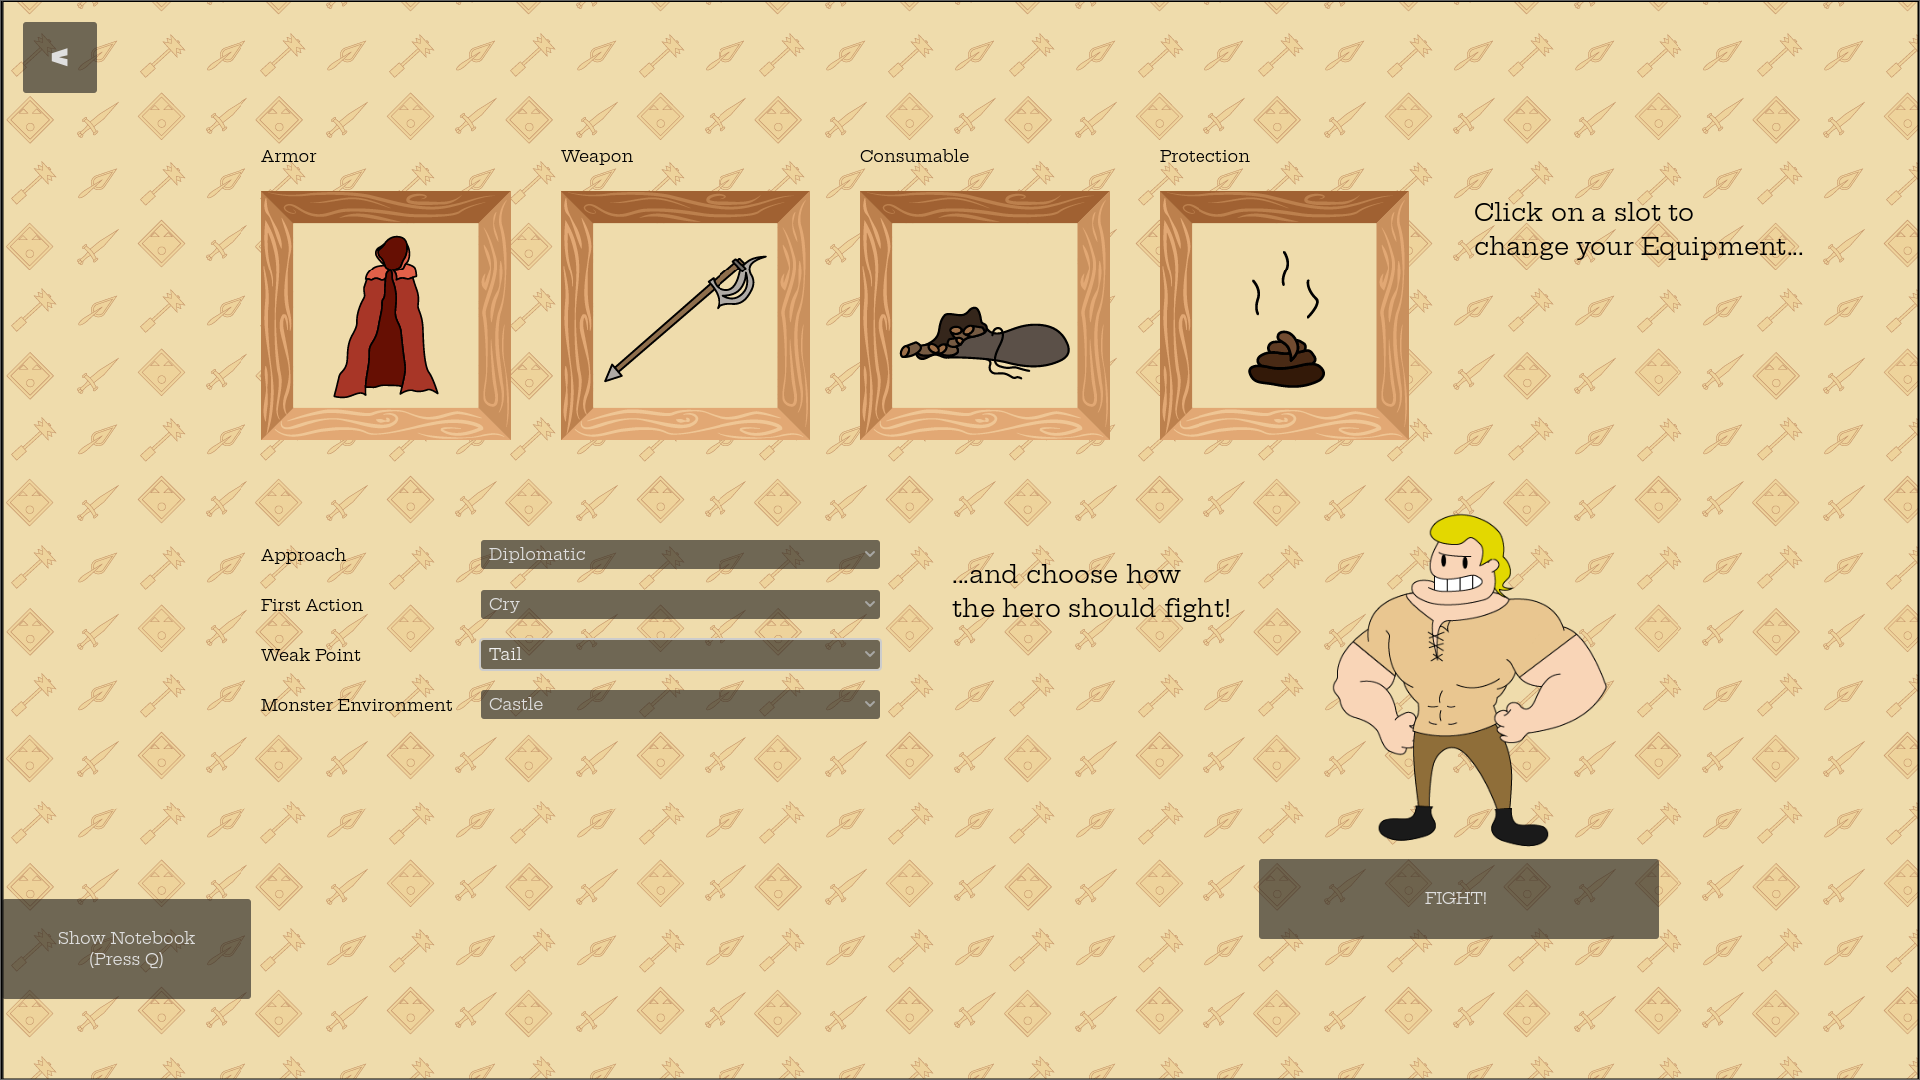 <
Armor
Weapon
Consumable
Protection
Click on a slot to
change your Equipment...
Approach
Diplomatic
First Action
Cry
Weak Point
Tail
Monster Environment
Castle
...and choose how
the hero should fight!
FIGHT!
Show Notebook
(Press Q)